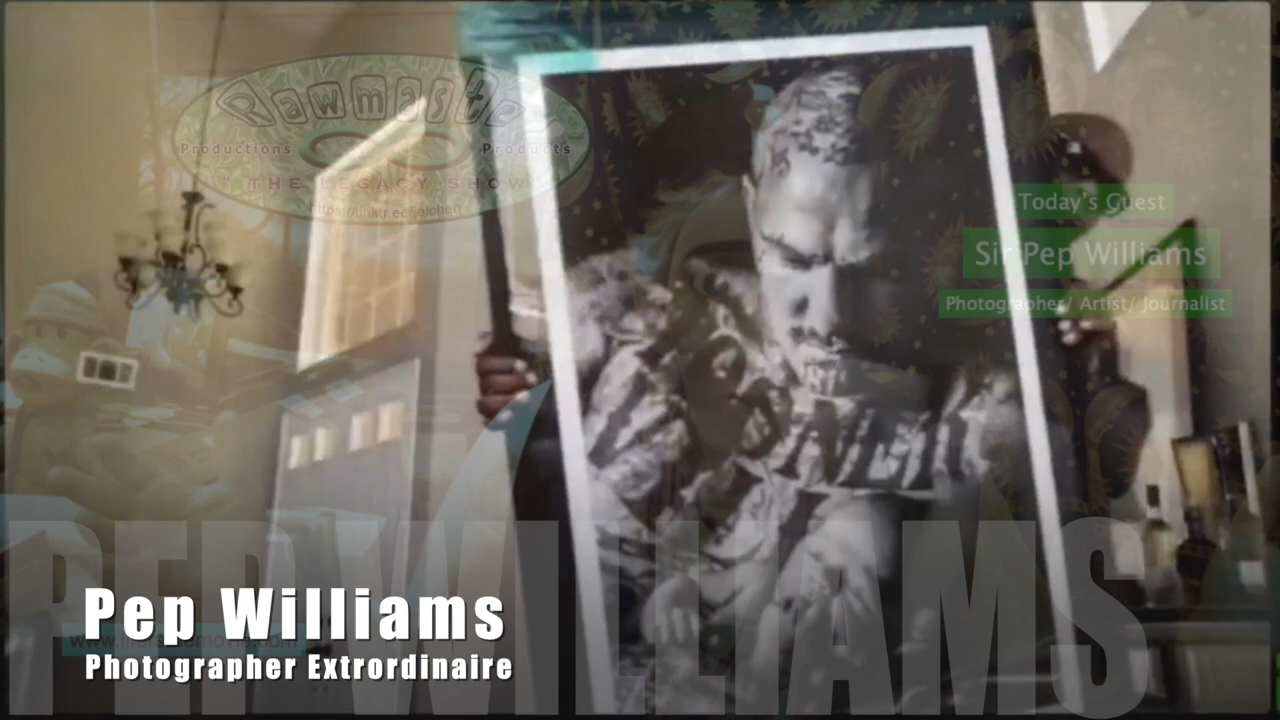 Rawmast
Productions
Products
" THE LEGACY SHOW "
Today's Guest
Sir Pep Williams
Photographer/ Artist/ Journalist
PEP WILLIAMS
Pep Williams
Photographer Extrordinaire